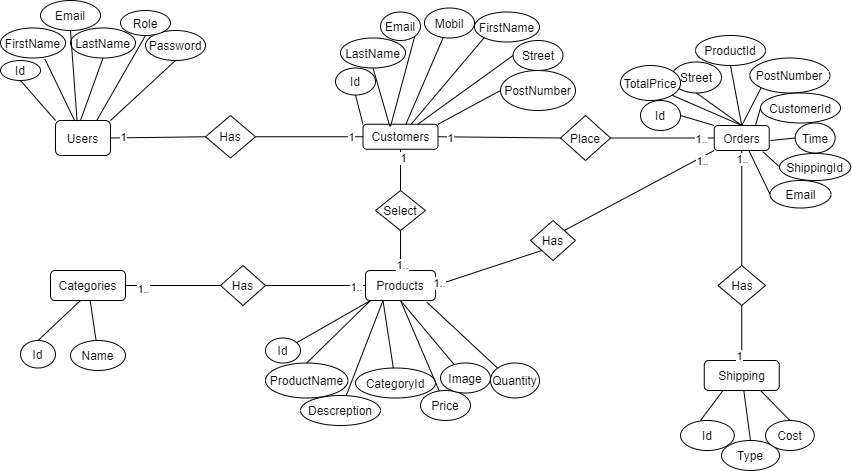 Email
Role
FirstName
LastName
Password
Id
Users
1
Has
1
Email
Mobil
FirstName
LastName
Street
Id
PostNumber
Customers
1
Place
1..
ProductId
TotalPrice
Street
PostNumber
Id
CustomerId
Orders
Time
ShippingId
Email
1
Select
1..
1..
1..
Has
1..
Categories
1..
Has
1..
Products
Has
Id
Name
Id
ProductName
Descreption
CategoryId
Price
Image
Quantity
1
Shipping
Id
Type
Cost